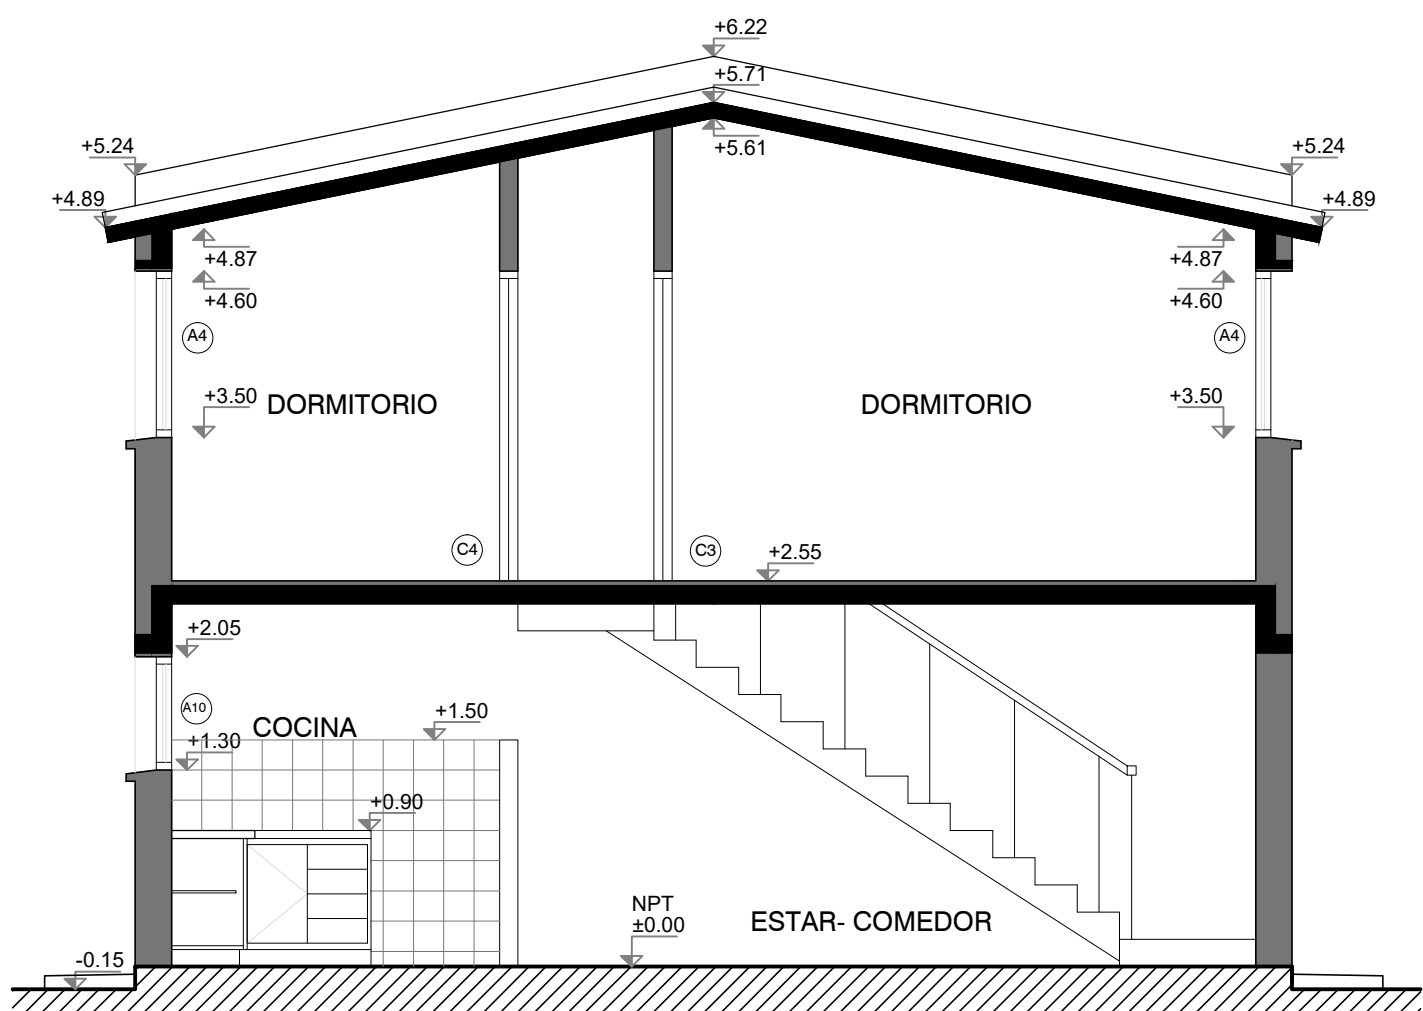 +6.22
+5.71
+5.24
+5.61
+5.24
+4.89
+4.89
+4.87
+4.87
+4.60
+4.60
A4
A4
+3.50
DORMITORIO
DORMITORIO
+3.50
C4
C3
+2.55
+2.05
A10
COCINA
+1.50
+1.30
+0.90
NPT
±0.00
ESTAR- COMEDOR
-0.15